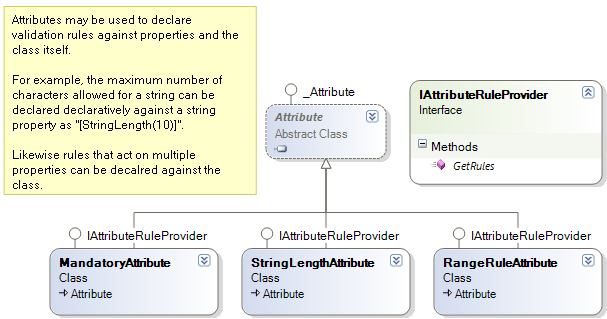 Attributes may be used to declare
validation rules against properties and the
class itself.
For example, the maximum number of
characters allowed for a string can be
declared declaratively against a string
property as "[StringLength(10)]".
Likewise rules that act on multiple
properties can be decalred against the
class.
_Attribute
Attribute
Abstract Class
IAttributeRuleProvider
Interface
Methods
GetRules
IAttributeRuleProvider
MandatoryAttribute
Class
Attribute
IAttributeRuleProvider
StringLengthAttribute
Class
Attribute
IAttributeRuleProvider
RangeRuleAttribute
Class
Attribute